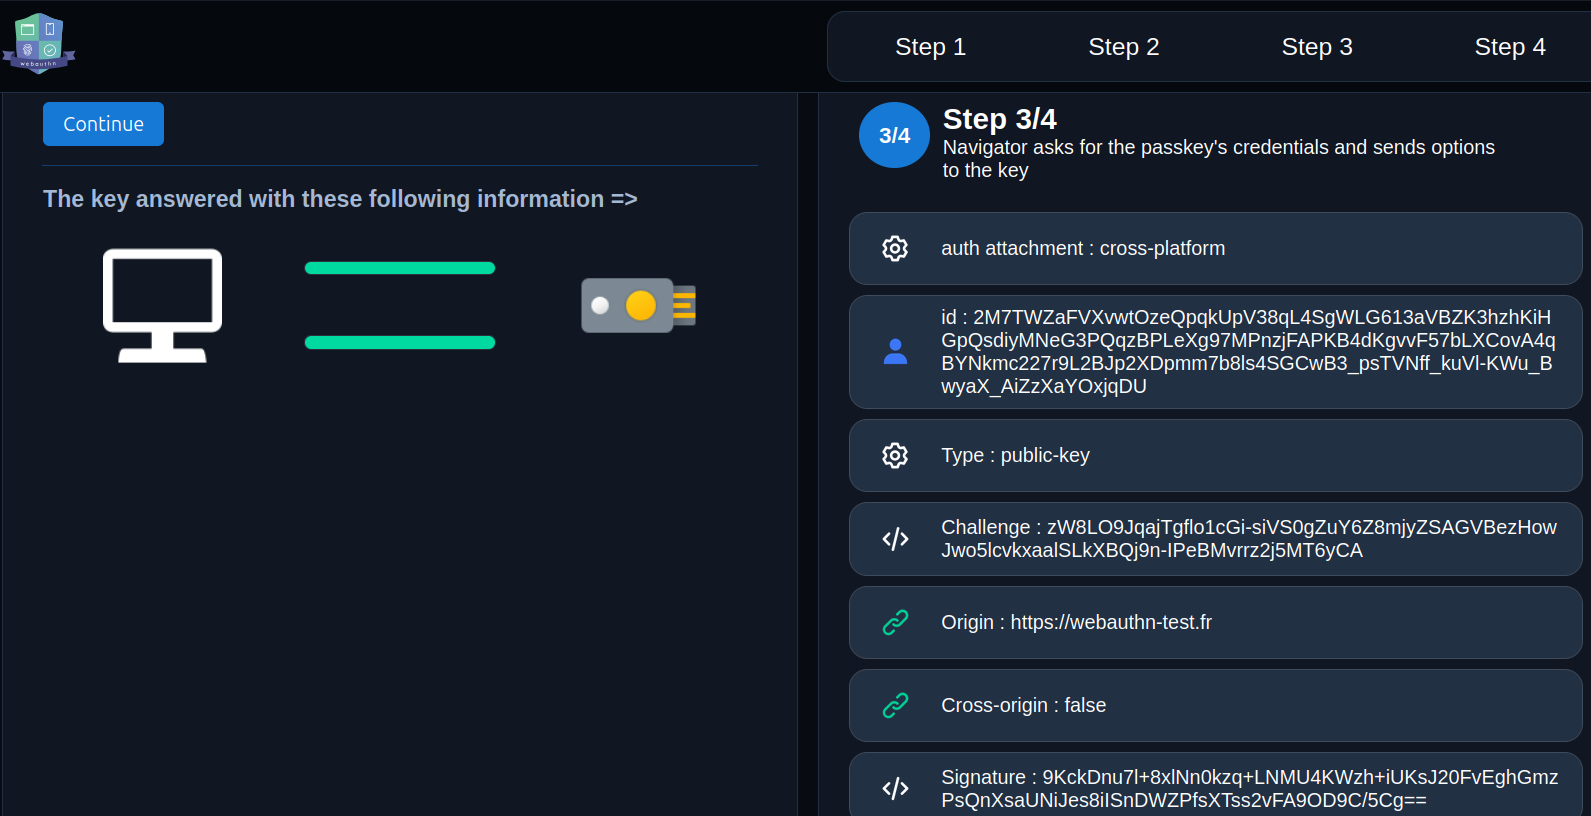 webauthn
Step 1
Step 2
Step 3
Step 4
Continue
The key answered with these following information =>
3/4
Step 3/4
Navigator asks for the passkey's credentials and sends options
to the key
auth attachment : cross-platform
id : 2M7TWZaFVXvwtOzeQpqkUpV38qL4SgWLG613aVBZK3hzhKiH
GpQsdiyMNeG3PQqzBPLeXg97MPnzjFAPKB4dKgvvF57bLXCovA4q
BYNkmc227r9L2BJp2XDpmm7b8ls4SGCwB3_psTVNff_kuVl-KWu_B
wyaX_AiZzXaYOxjqDU
Type : public-key
Challenge : zW8LO9JqajTgflo1cGi-siVS0gZuY6Z8mjyZSAGVBezHow
Jwo5lcvkxaalSLkXBQj9n-IPeBMvrrz2j5MT6yCA
Origin : https://webauthn-test.fr
Cross-origin : false
Signature : 9KckDnu7l+8xlNn0kzq+LNMU4KWzh+iUKsJ20FvEghGmz
PsQnXsaUNiJes8iISnDWZPfsXTss2vFA9OD9C/5Cg==